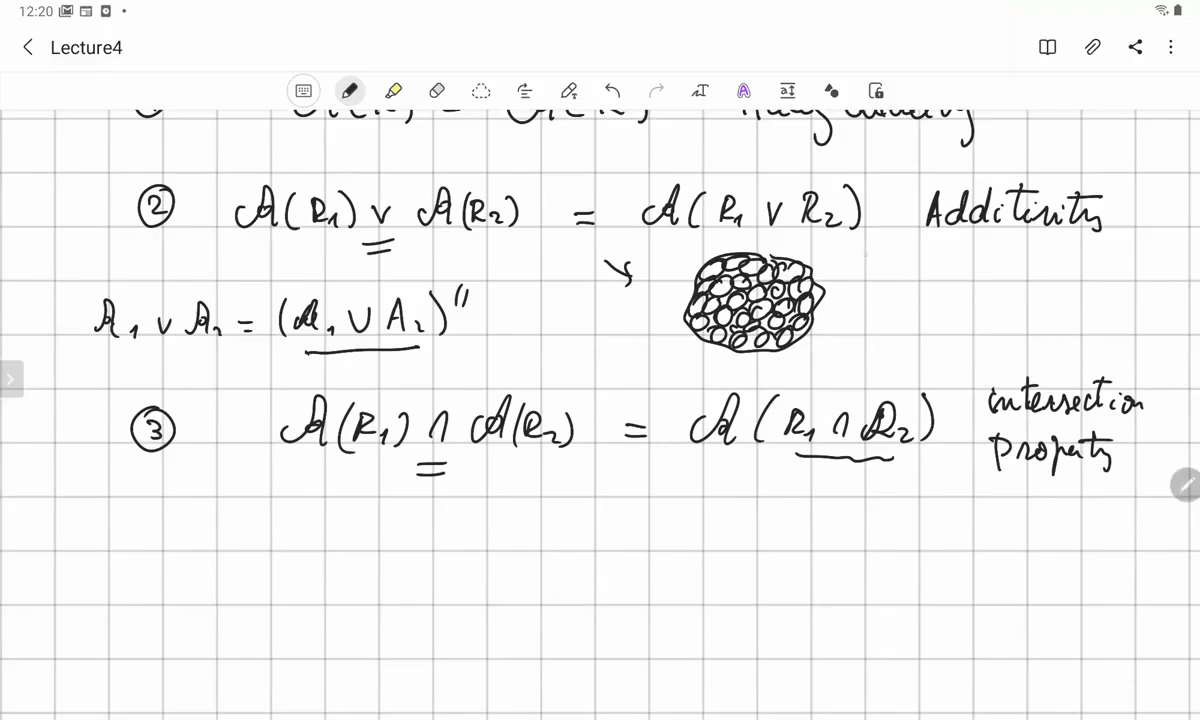 12:20
Lecture4
② 𝒜(R₁) ∨ 𝒜(R₂) = 𝒜(R₁ ∨ R₂) Additivity
𝒜₁ ∨ 𝒜₂ = (𝒜₁ ∪ A₂)''
③ 𝒜(R₁) ∩ 𝒜(R₂) = 𝒜(R₁ ∩ R₂) intersection
property